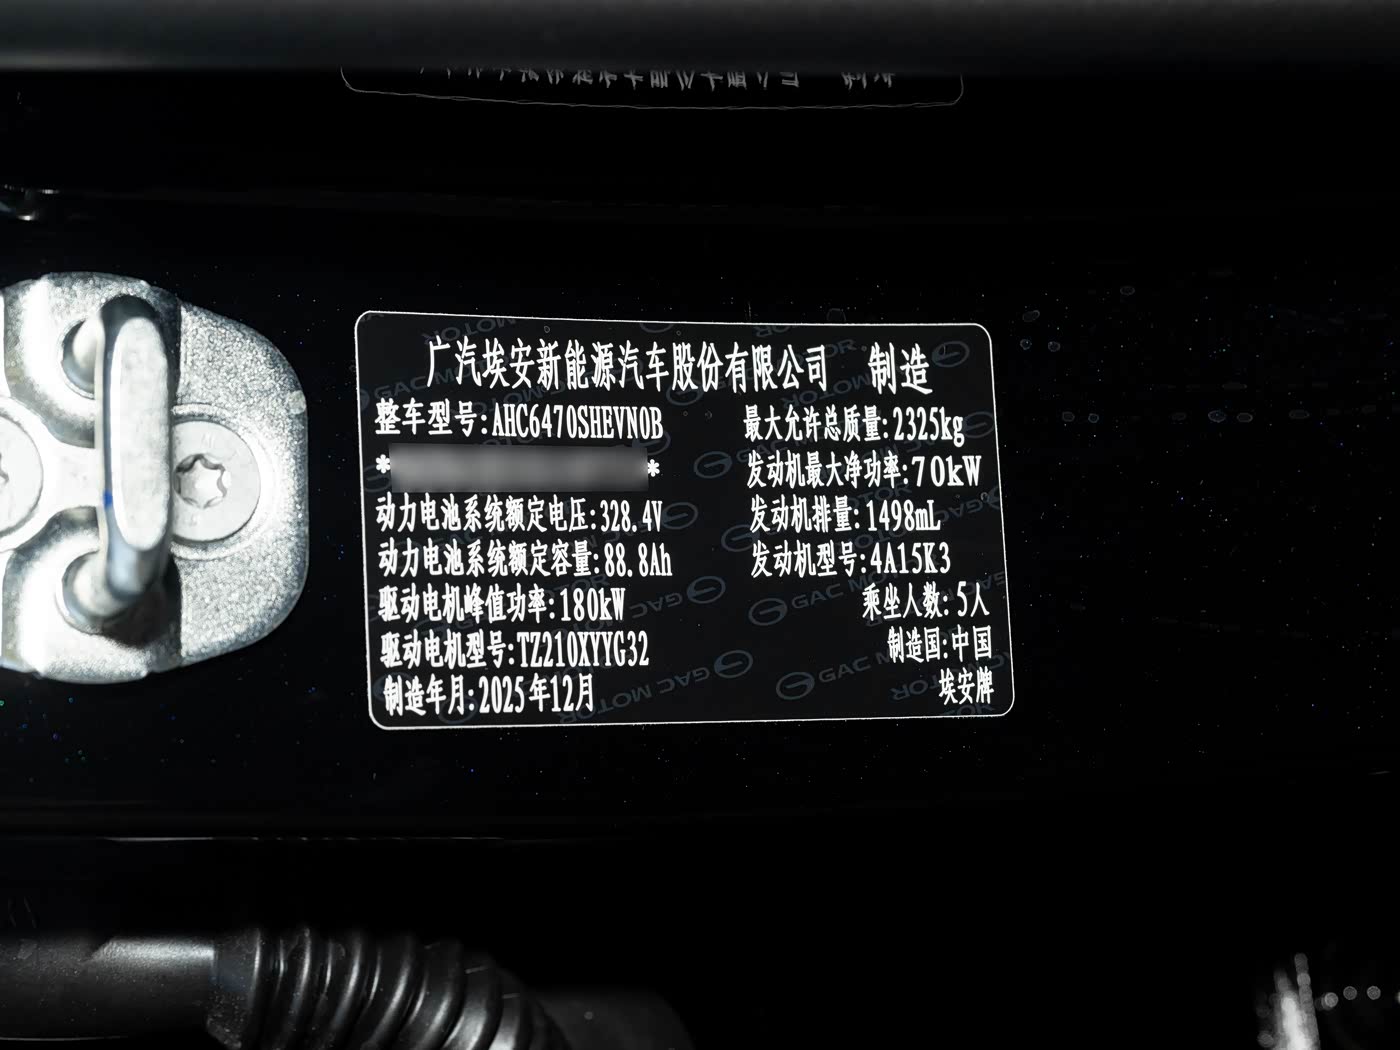 广汽埃安新能源汽车股份有限公司 制造
整车型号:AHC6470SHEVN0B
最大允许总质量:2325kg
* *
发动机最大净功率:70kW
动力电池系统额定电压:328.4V
发动机排量:1498mL
动力电池系统额定容量:88.8Ah
发动机型号:4A15K3
驱动电机峰值功率:180kW
乘坐人数:5人
驱动电机型号:TZ210XYYG32
制造国:中国
制造年月:2025年12月
埃安牌
GAC MOTOR